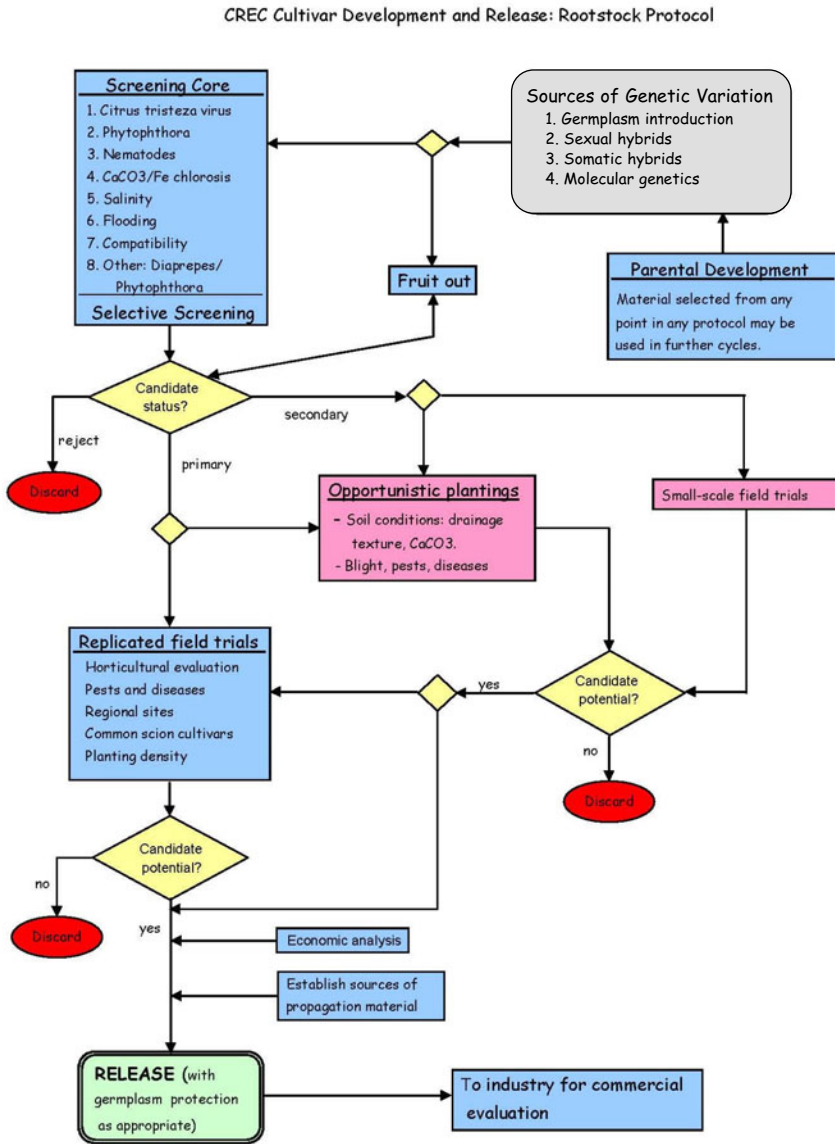 CREC Cultivar Development and Release: Rootstock Protocol
Screening Core
1. Citrus tristeza virus
2. Phytophthora
3. Nematodes
4. CaCO3/Fe chlorosis
5. Salinity
6. Flooding
7. Compatibility
8. Other: Diaprepes/
Phytophthora
Selective Screening
Sources of Genetic Variation
1. Germplasm introduction
2. Sexual hybrids
3. Somatic hybrids
4. Molecular genetics
Fruit out
Parental Development
Material selected from any
point in any protocol may be
used in further cycles.
Candidate
status?
secondary
reject
primary
Discard
Opportunistic plantings
- Soil conditions: drainage
texture, CaCO3.
- Blight, pests, diseases
Small-scale field trials
Replicated field trials
Horticultural evaluation
Pests and diseases
Regional sites
Common scion cultivars
Planting density
yes
Candidate
potential?
no
Discard
Candidate
potential?
no
Discard
yes
Economic analysis
Establish sources of
propagation material
RELEASE (with
germplasm protection
as appropriate)
To industry for commercial
evaluation